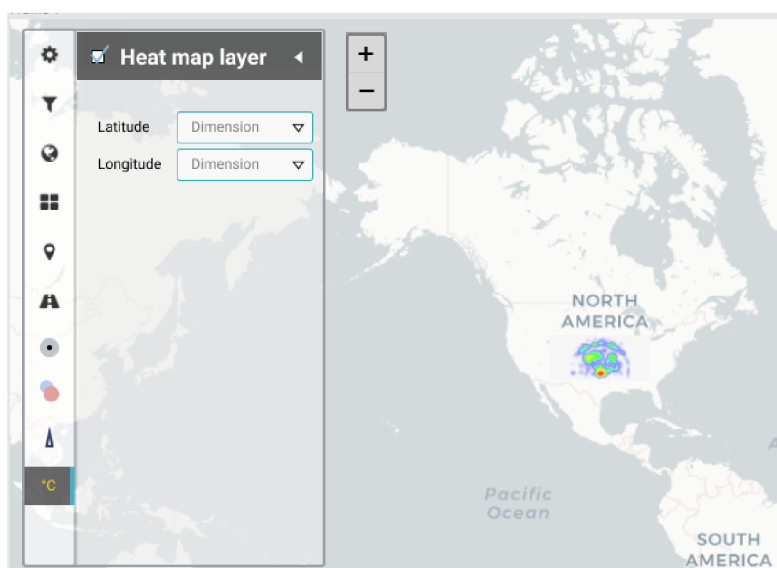 Heat map layer
+
−
Latitude Dimension
Longitude Dimension
°C
NORTH
AMERICA
Pacific
Ocean
SOUTH
AMERICA